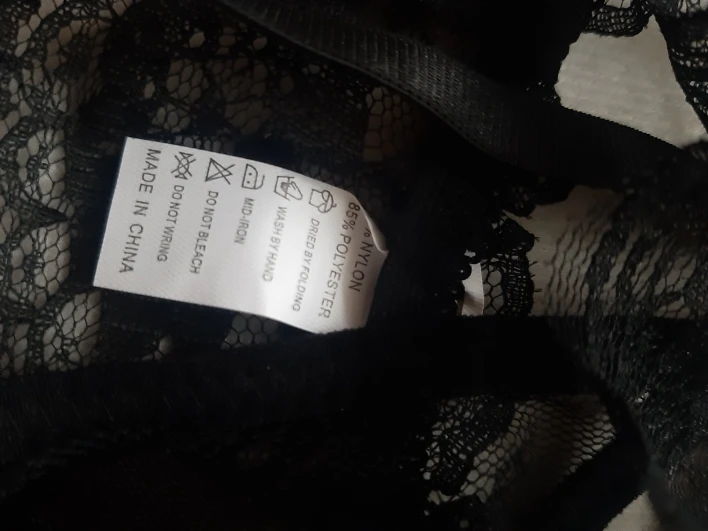 % NYLON
85% POLYESTER
DRIED BY FOLDING
WASH BY HAND
MID-IRON
DO NOT BLEACH
DO NOT WRING
MADE IN CHINA